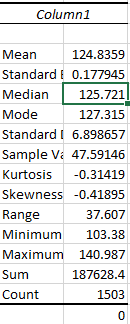 Column1
Mean 124.8359
Standard E 0.177945
Median 125.721
Mode 127.315
Standard D 6.898657
Sample Va 47.59146
Kurtosis -0.31419
Skewness -0.41895
Range 37.607
Minimum 103.38
Maximum 140.987
Sum 187628.4
Count 1503
0